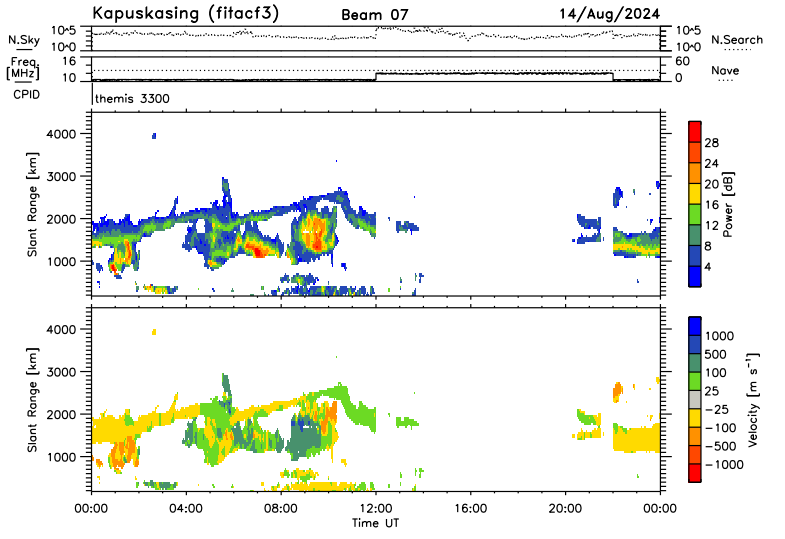 Kapuskasing (fitacf3) Beam 07 14/Aug/2024
N.Sky 10^5 10^0 10^5 10^0 N.Search
Freq. [MHz] 16 10 60 0 Nave
CPID themis 3300
Slant Range [km]
4000
3000
2000
1000
Power [dB]
28
24
20
16
12
8
4
Slant Range [km]
4000
3000
2000
1000
Velocity [m s⁻¹]
1000
500
100
25
−25
−100
−500
−1000
00:00 04:00 08:00 12:00 16:00 20:00 00:00
Time UT